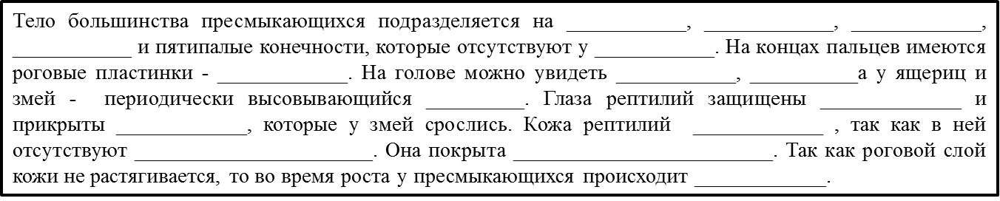 Тело большинства пресмыкающихся подразделяется на ____________, _____________, _____________,
____________ и пятипалые конечности, которые отсутствуют у ____________. На концах пальцев имеются
роговые пластинки - _____________. На голове можно увидеть ____________, ___________а у ящериц и
змей - периодически высовывающийся __________. Глаза рептилий защищены ______________ и
прикрыты _____________, которые у змей срослись. Кожа рептилий _____________ , так как в ней
отсутствуют ________________________. Она покрыта __________________________. Так как роговой слой
кожи не растягивается, то во время роста у пресмыкающихся происходит _____________.